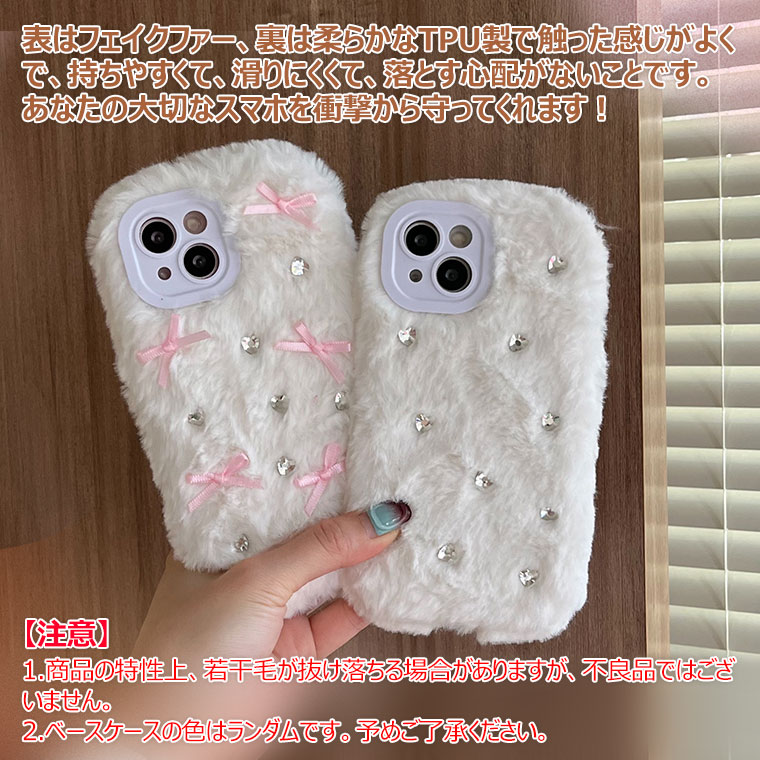 表はフェイクファー、裏は柔らかなTPU製で触った感じがよく
で、持ちやすくて、滑りにくくて、落とす心配がないことです。
あなたの大切なスマホを衝撃から守ってくれます！
【注意】
1.商品の特性上、若干毛が抜け落ちる場合がありますが、不良品ではござ
いません。
2.ベースケースの色はランダムです。予めご了承ください。